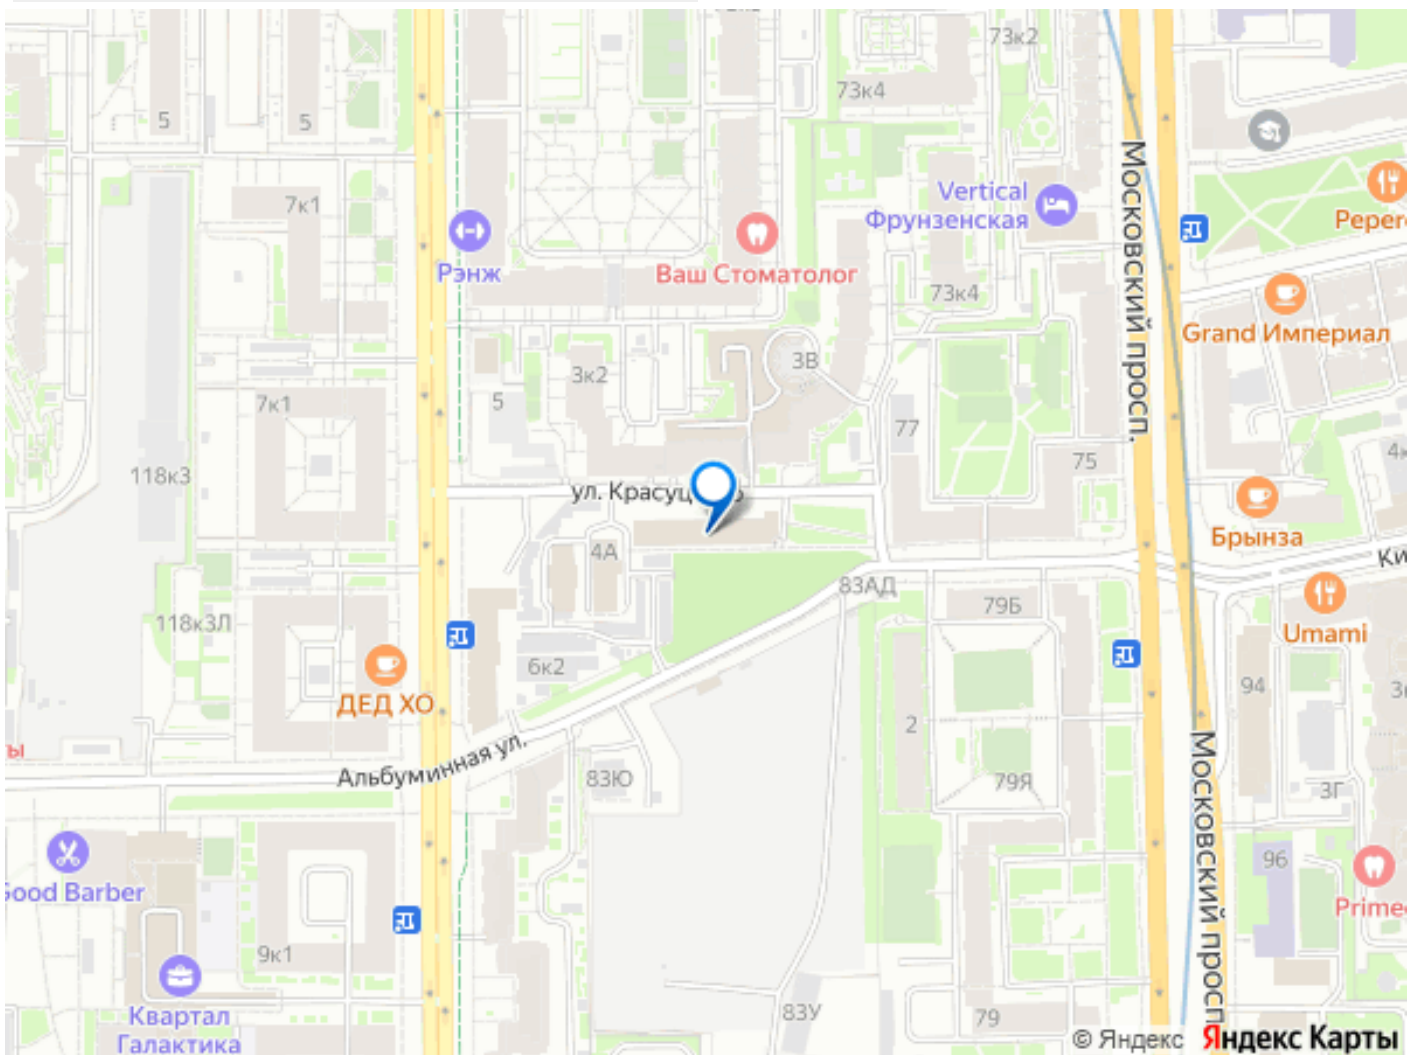 73к2
73к4
5
5
Vertical
Фрунзенская
7к1
Рэнж
Ваш Стоматолог
Московский просп.
73к4
Grand Империал
3В
3к2
7к1
5
77
75
118к3
ул.
4А
Брынза
83АД
79Б
118к3Л
Umami
6к2
94
ДЕД ХО
2
Альбуминная ул.
83Ю
79Я
3Г
Московский просп
96
Good Barber
9к1
Квартал
Галактика
83У
79
© Яндекс Яндекс Карты